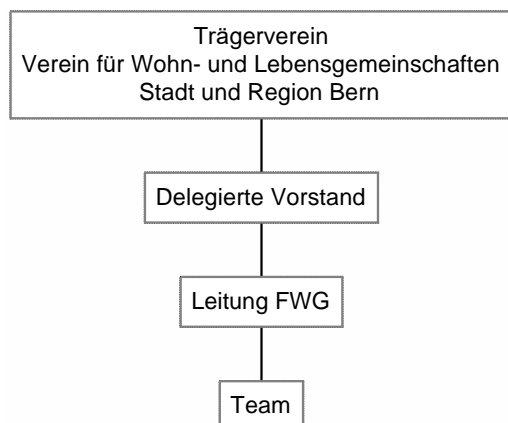 Trägerverein
Verein für Wohn- und Lebensgemeinschaften
Stadt und Region Bern
Delegierte Vorstand
Leitung FWG
Team